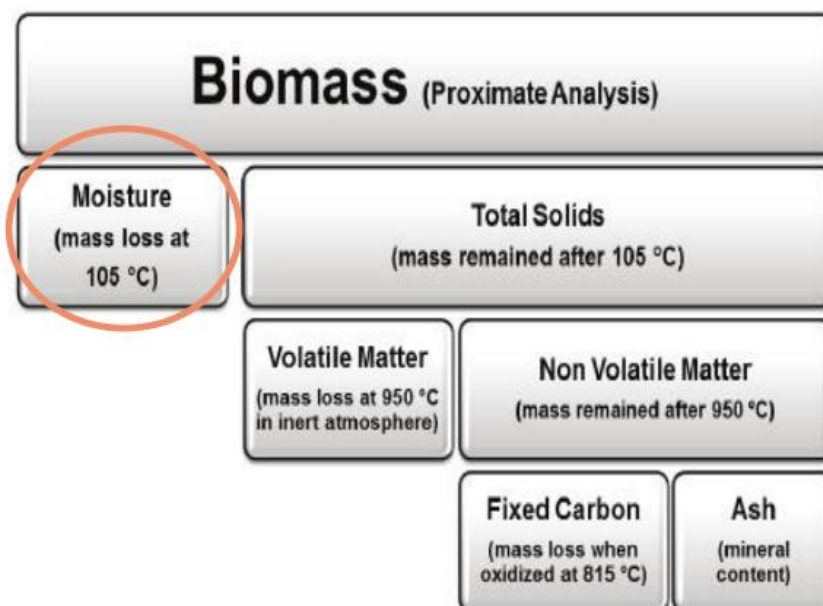 Biomass (Proximate Analysis)
Moisture
(mass loss at
105 °C)
Total Solids
(mass remained after 105 °C)
Volatile Matter
(mass loss at 950 °C
in inert atmosphere)
Non Volatile Matter
(mass remained after 950 °C)
Fixed Carbon
(mass loss when
oxidized at 815 °C)
Ash
(mineral
content)